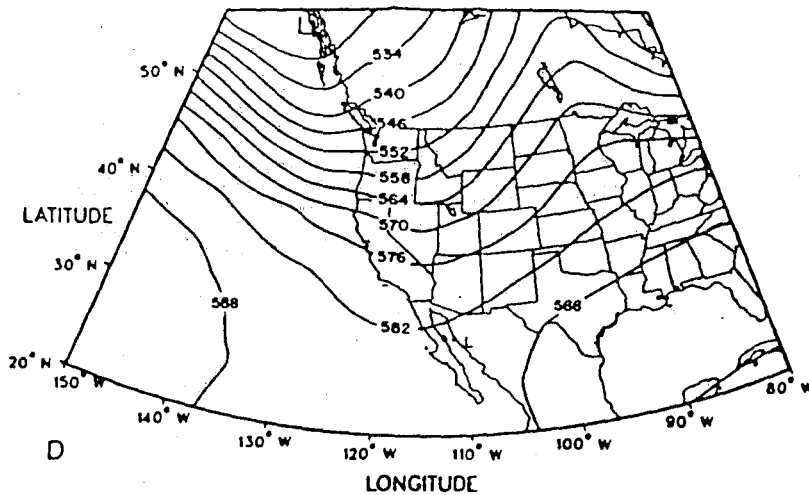 L
534
50° N
540
546
552
40° N
558
564
LATITUDE
570
576
30° N
588
588
582
L
20° N
150° W
80° W
140° W
90° W
130° W
100° W
120° W
110° W
D
LONGITUDE